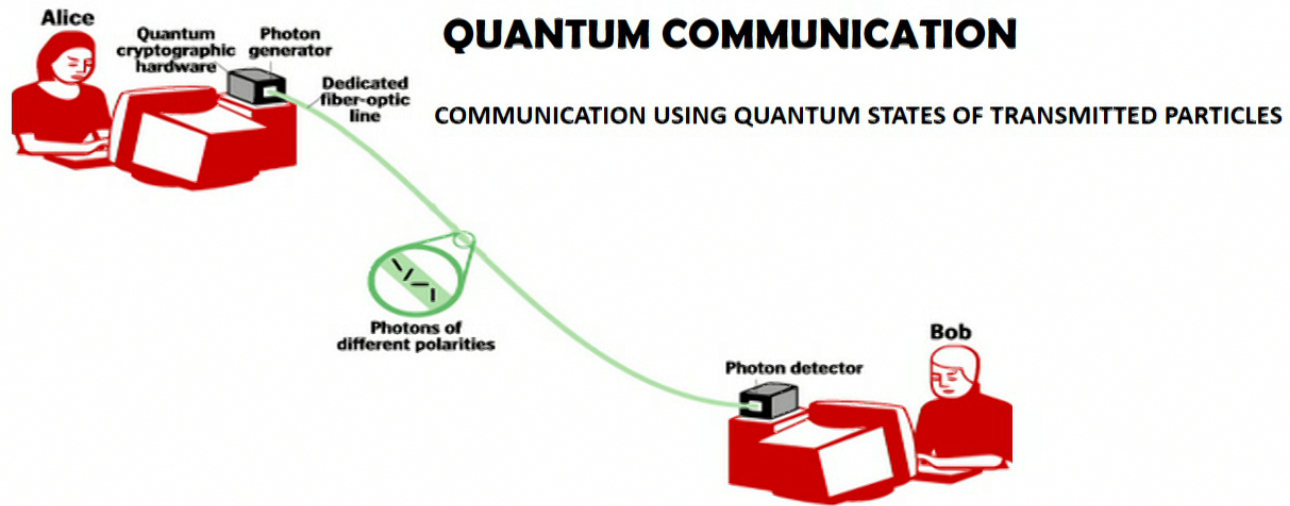 Alice
QUANTUM COMMUNICATION
Quantum
cryptographic
hardware
Photon
generator
Dedicated
fiber-optic
line
COMMUNICATION USING QUANTUM STATES OF TRANSMITTED PARTICLES
Photons of
different polarities
Bob
Photon detector